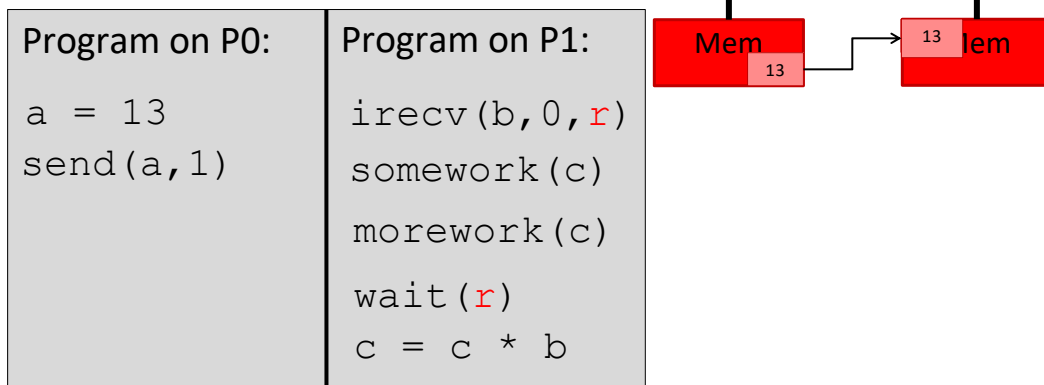 Program on P0:
a = 13
send(a,1)
Program on P1:
irecv(b,0,r)
somework(c)
morework(c)
wait(r)
c = c * b
Mem
13
13
lem